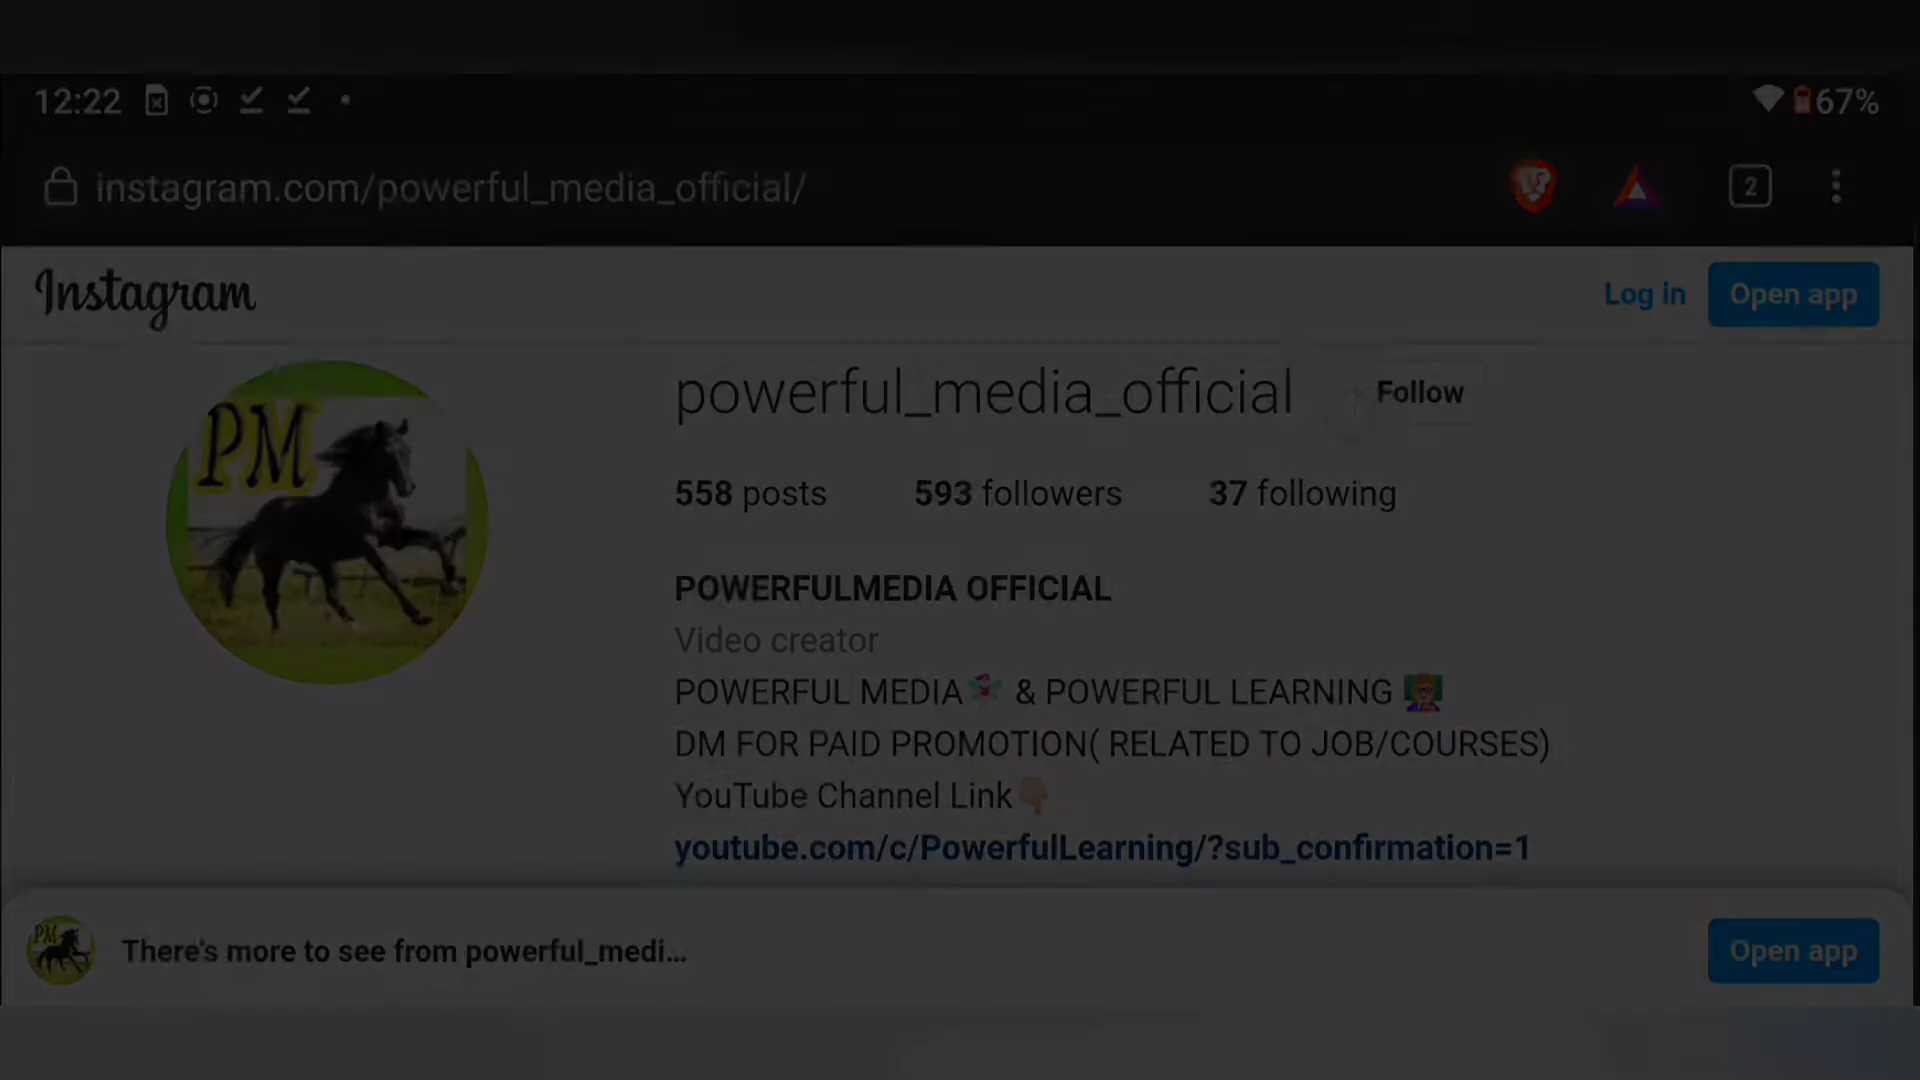 12:22
67%
instagram.com/powerful_media_official/
2
Instagram
Log in
Open app
PM
powerful_media_official
Follow
558 posts 593 followers 37 following
POWERFULMEDIA OFFICIAL
Video creator
POWERFUL MEDIA🧚 & POWERFUL LEARNING 👩‍🏫
DM FOR PAID PROMOTION( RELATED TO JOB/COURSES)
YouTube Channel Link👇
youtube.com/c/PowerfulLearning/?sub_confirmation=1
PM
There's more to see from powerful_medi...
Open app